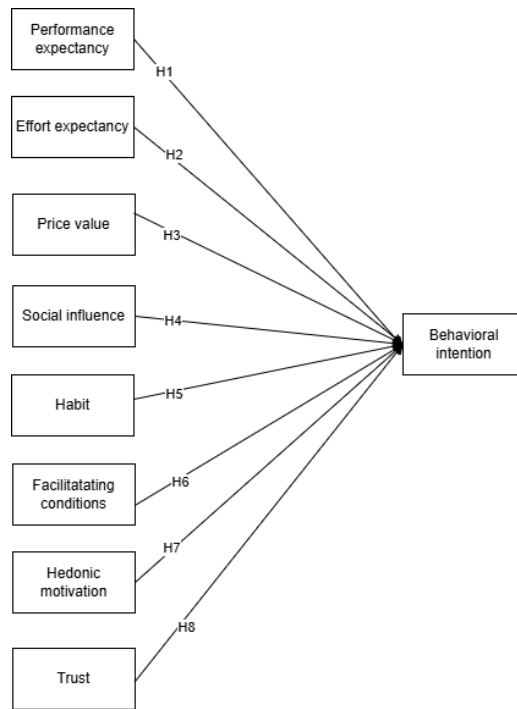 Performance
expectancy
H1
Effort expectancy
H2
Price value
H3
Social influence
H4
Behavioral
intention
Habit
H5
Facilitatating
conditions
H6
Hedonic
motivation
H7
H8
Trust